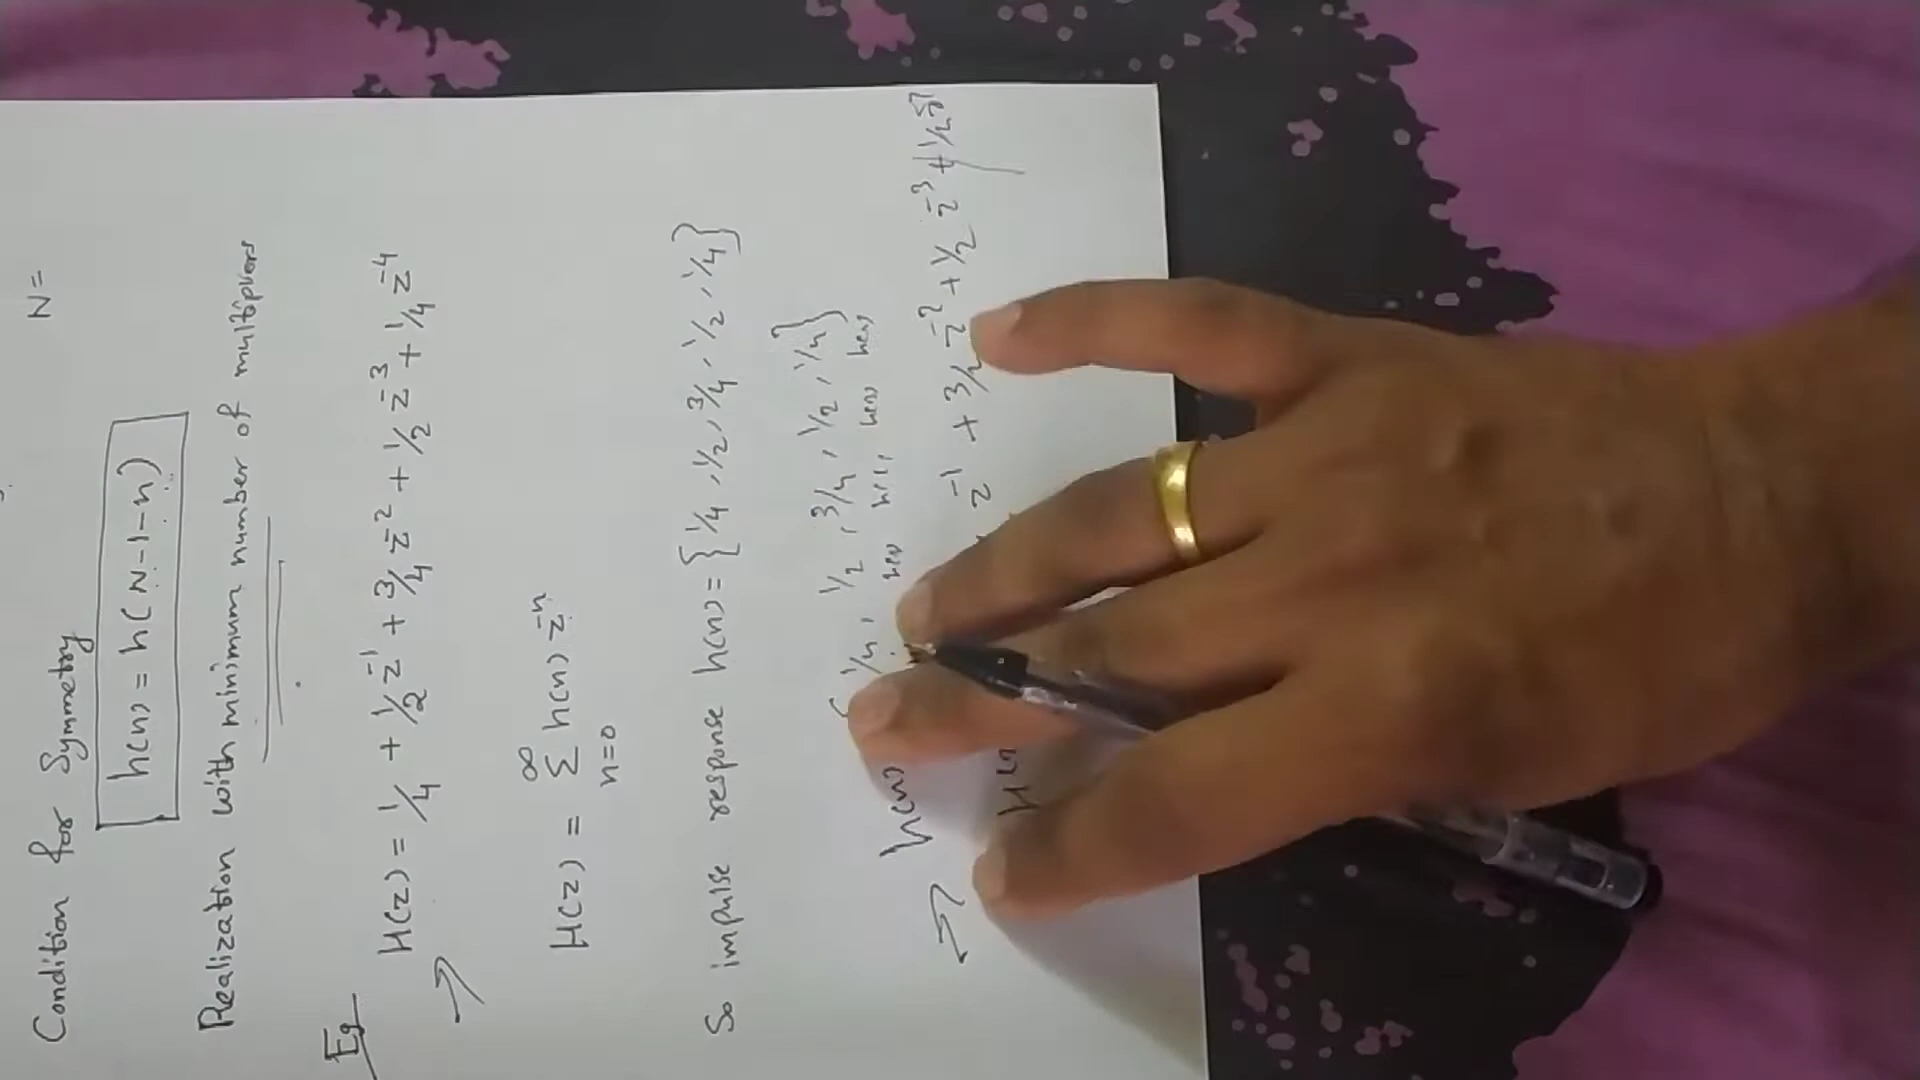 N =
Condition for Symmetry
h(n) = h(N-1-n)
Realization with minimum number of multipliers
Eg
→ H(z) = 1/4 + 1/2 z^-1 + 3/4 z^-2 + 1/2 z^-3 + 1/4 z^-4
H(z) = ∞ Σ n=0 h(n) z^-n
So impulse response h(n) = {1/4, 1/2, 3/4, 1/2, 1/4}
→ h(n) { 1/4, 1/2, 3/4, 1/2, 1/4}
z^-1 + 3/2 z^-2 + 1/2 z^-3 +